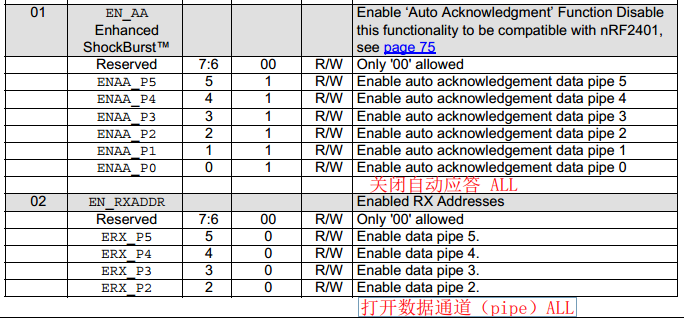 01 EN_AA Enable ‘Auto Acknowledgment’ Function Disable
Enhanced this functionality to be compatible with nRF2401,
ShockBurst™ see page 75
Reserved 7:6 00 R/W Only '00' allowed
ENAA_P5 5 1 R/W Enable auto acknowledgement data pipe 5
ENAA_P4 4 1 R/W Enable auto acknowledgement data pipe 4
ENAA_P3 3 1 R/W Enable auto acknowledgement data pipe 3
ENAA_P2 2 1 R/W Enable auto acknowledgement data pipe 2
ENAA_P1 1 1 R/W Enable auto acknowledgement data pipe 1
ENAA_P0 0 1 R/W Enable auto acknowledgement data pipe 0
关闭自动应答 ALL
02 EN_RXADDR Enabled RX Addresses
Reserved 7:6 00 R/W Only '00' allowed
ERX_P5 5 0 R/W Enable data pipe 5.
ERX_P4 4 0 R/W Enable data pipe 4.
ERX_P3 3 0 R/W Enable data pipe 3.
ERX_P2 2 0 R/W Enable data pipe 2.
打开数据通道（pipe）ALL